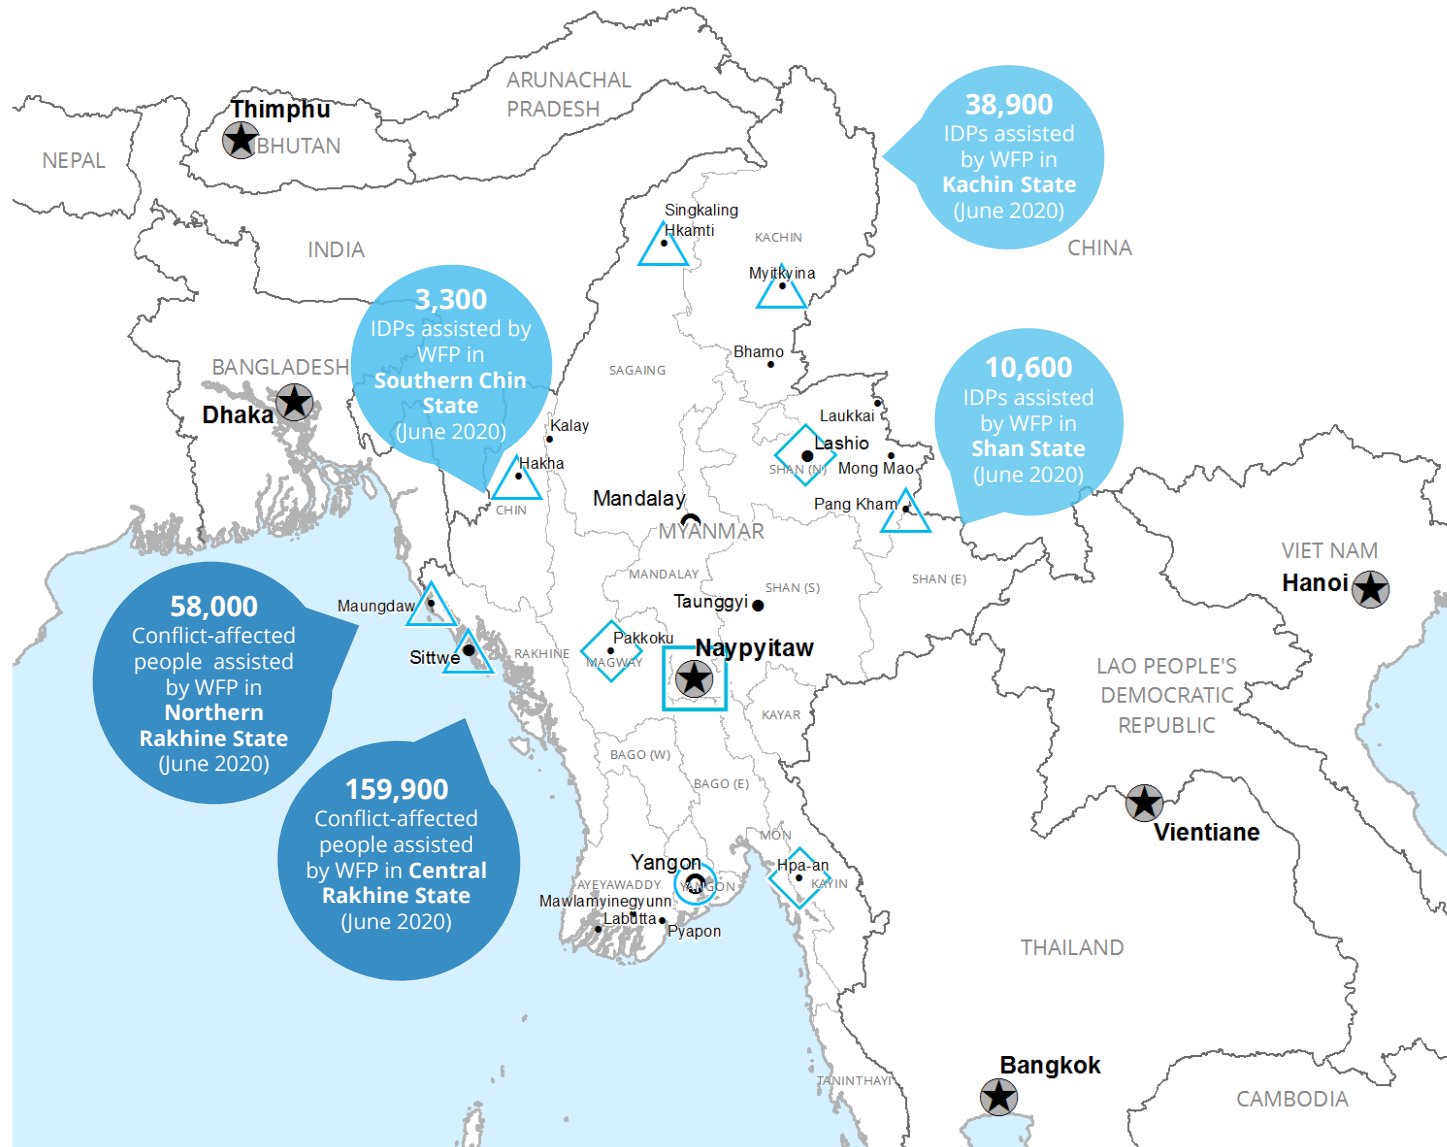 ARUNACHAL
PRADESH
Thimphu
BHUTAN
NEPAL
INDIA
38,900
IDPs assisted
by WFP in
Kachin State
(June 2020)
CHINA
Singkaling
Hkamti
KACHIN
Myitkyina
3,300
IDPs assisted by
WFP in
Southern Chin
State
(June 2020)
BANGLADESH
Dhaka
SAGAING
Bhamo
10,600
IDPs assisted
by WFP in
Shan State
(June 2020)
Laukkai
Kalay
Lashio
SHAN (N)
Mong Mao
Hakha
CHIN
Mandalay
MYANMAR
Pang Kham
VIET NAM
Hanoi
MANDALAY
SHAN (S)
SHAN (E)
Taunggyi
58,000
Conflict-affected
people assisted
by WFP in
Northern
Rakhine State
(June 2020)
Maungdaw
Sittwe
RAKHINE
Pakkoku
MAGWAY
Naypyitaw
LAO PEOPLE'S
DEMOCRATIC
REPUBLIC
KAYAR
BAGO (W)
BAGO (E)
159,900
Conflict-affected
people assisted
by WFP in Central
Rakhine State
(June 2020)
Vientiane
MON
Yangon
YANGON
Hpa-an
KAYIN
AYEYAWADDY
Mawlamyinegyunn
Labutta
Pyapon
THAILAND
Bangkok
TANINTHAYI
CAMBODIA